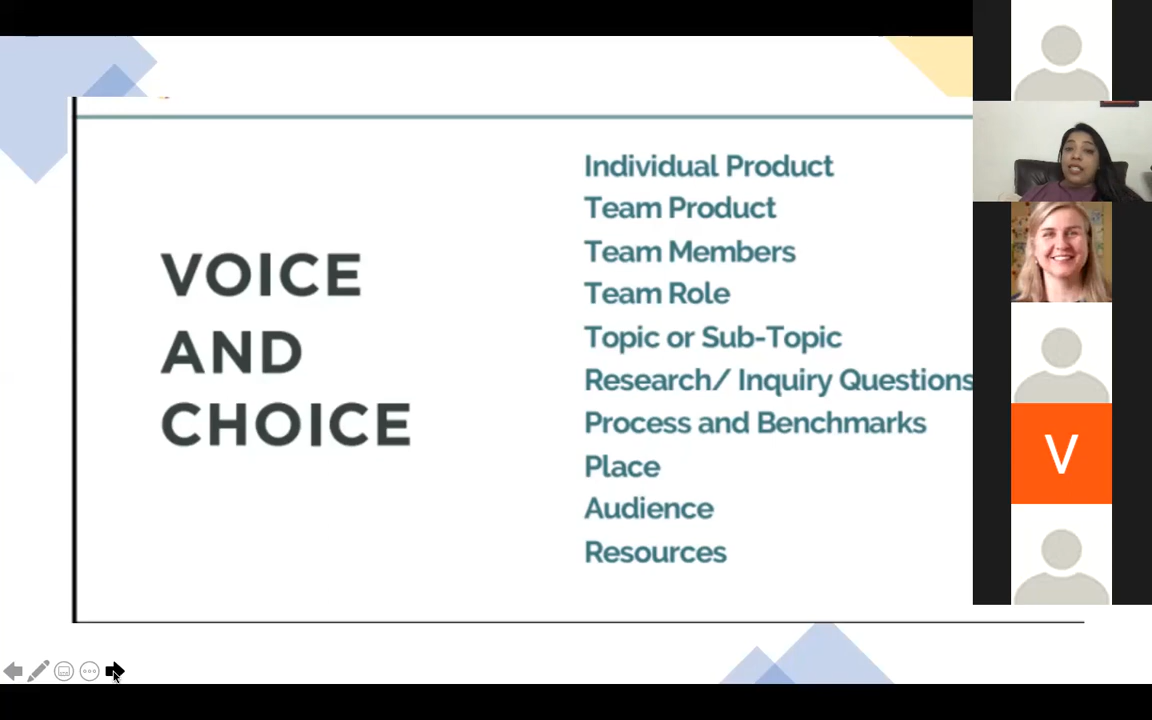 VOICE
AND
CHOICE
Individual Product
Team Product
Team Members
Team Role
Topic or Sub-Topic
Research/ Inquiry Questions
Process and Benchmarks
Place
Audience
Resources
V